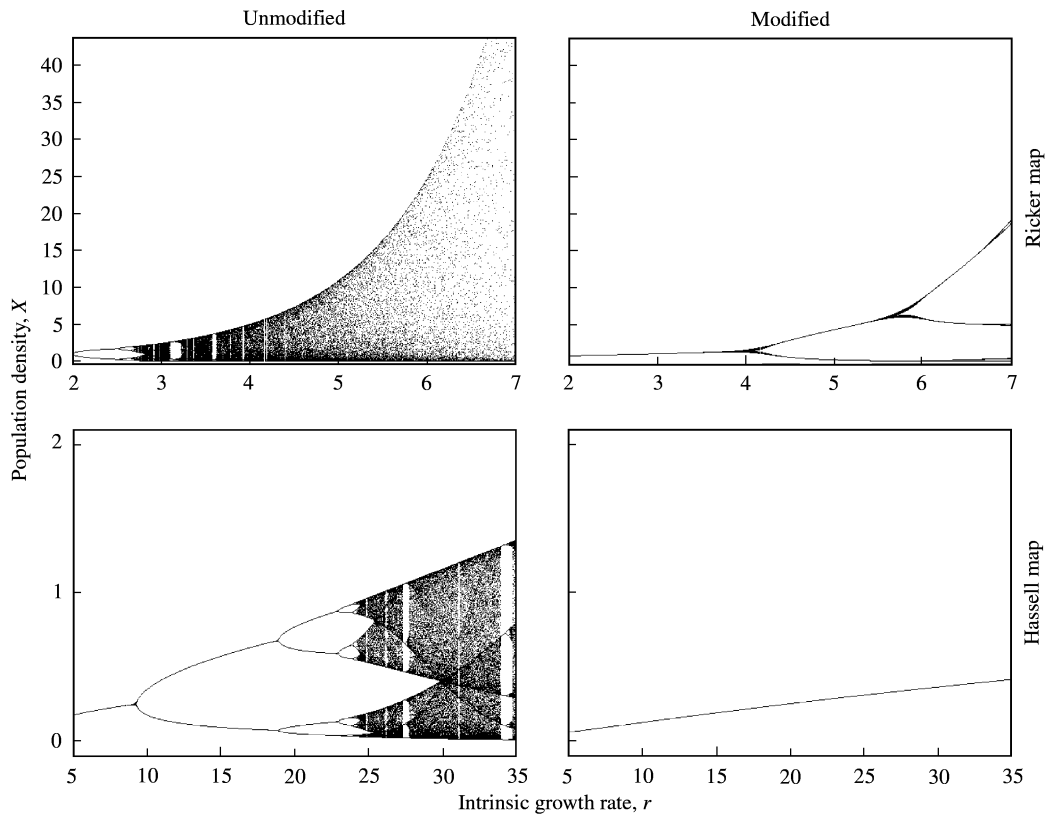 Unmodified
Modified
40
35
30
25
20
15
10
5
0
2 3 4 5 6 7
2 3 4 5 6 7
Ricker map
Population density, X
2
1
0
5 10 15 20 25 30 35
5 10 15 20 25 30 35
Hassell map
Intrinsic growth rate, r